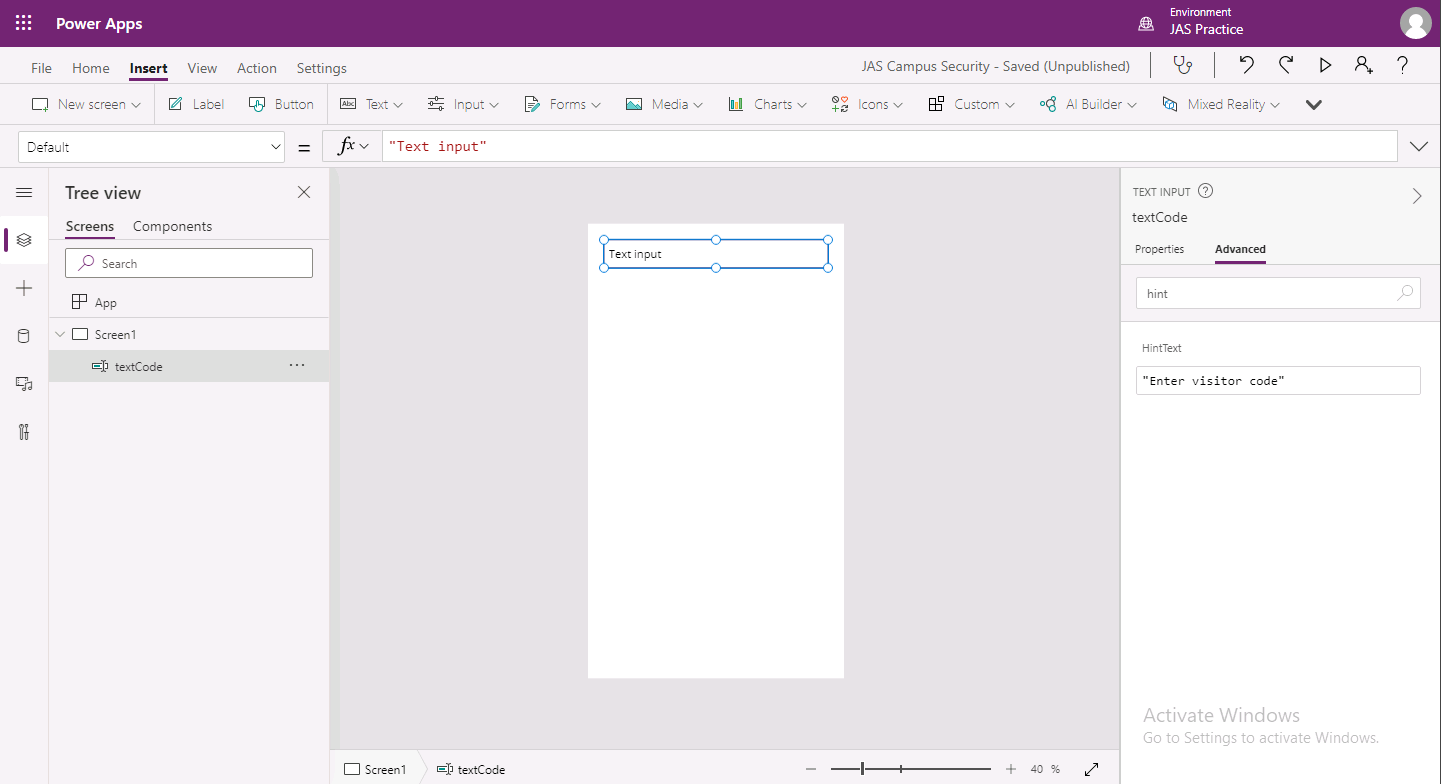 Power Apps
Environment
JAS Practice
File Home Insert View Action Settings
JAS Campus Security - Saved (Unpublished)
New screen Label Button Text Input Forms Media Charts Icons Custom AI Builder Mixed Reality
Default = fx "Text input"
Tree view
Screens Components
Search
App
Screen1
textCode
Text input
TEXT INPUT
textCode
Properties Advanced
hint
HintText
"Enter visitor code"
Activate Windows
Go to Settings to activate Windows.
Screen1 textCode
40 %